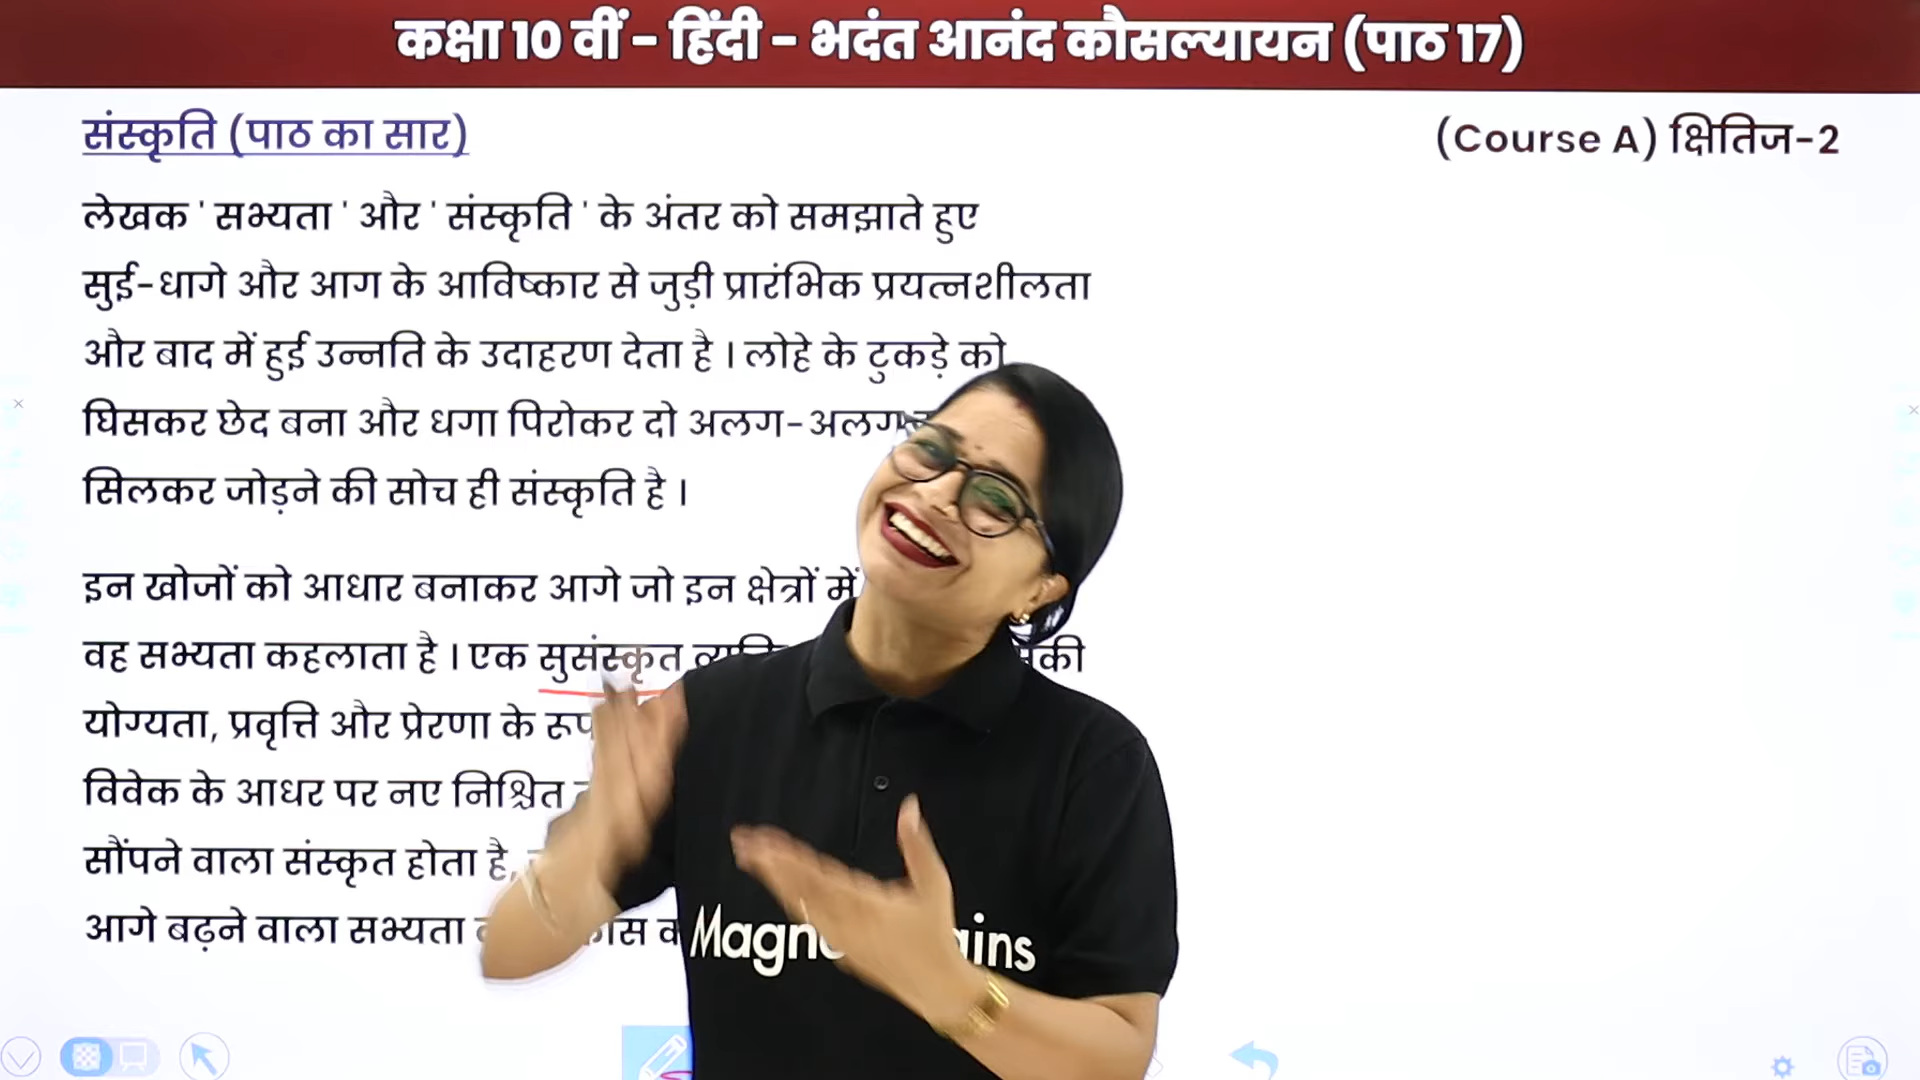 कक्षा 10 वीं - हिंदी - भदंत आनंद कौसल्यायन (पाठ 17)
संस्कृति (पाठ का सार)
(Course A) क्षितिज-2
लेखक ' सभ्यता ' और ' संस्कृति ' के अंतर को समझाते हुए
सुई-धागे और आग के आविष्कार से जुड़ी प्रारंभिक प्रयत्नशीलता
और बाद में हुई उन्नति के उदाहरण देता है । लोहे के टुकड़े को
घिसकर छेद बना और धगा पिरोकर दो अलग-अलग
सिलकर जोड़ने की सोच ही संस्कृति है ।
इन खोजों को आधार बनाकर आगे जो इन क्षेत्रों में
वह सभ्यता कहलाता है । एक सुसंस्कृत
योग्यता, प्रवृत्ति और प्रेरणा के
विवेक के आधर पर नए निश्चित
सौंपने वाला संस्कृत होता है,
आगे बढ़ने वाला सभ्यता